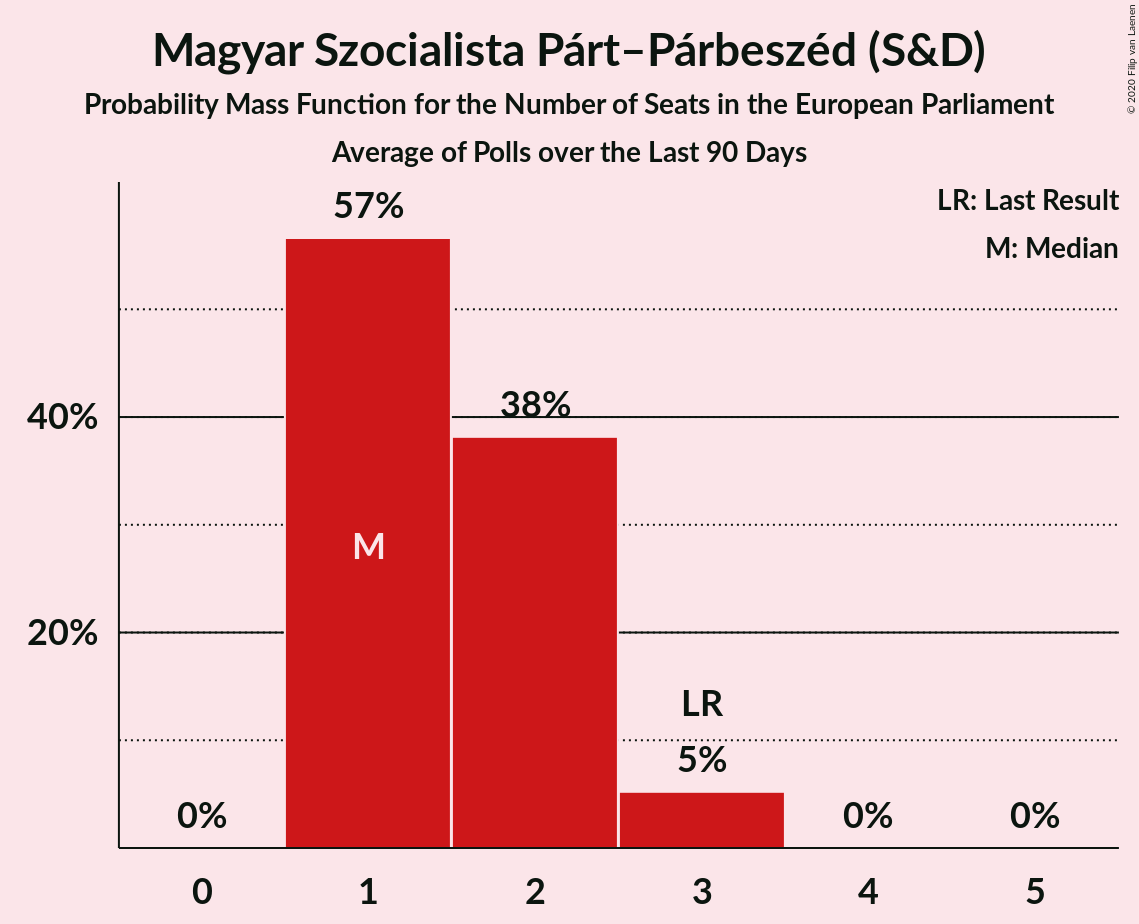 Magyar Szocialista Párt–Párbeszéd (S&D)
Probability Mass Function for the Number of Seats in the European Parliament
Average of Polls over the Last 90 Days
© 2020 Filip van Laenen
LR: Last Result
M: Median
57%
40%
38%
M
20%
LR
5%
0%
0%
0%
0 1 2 3 4 5